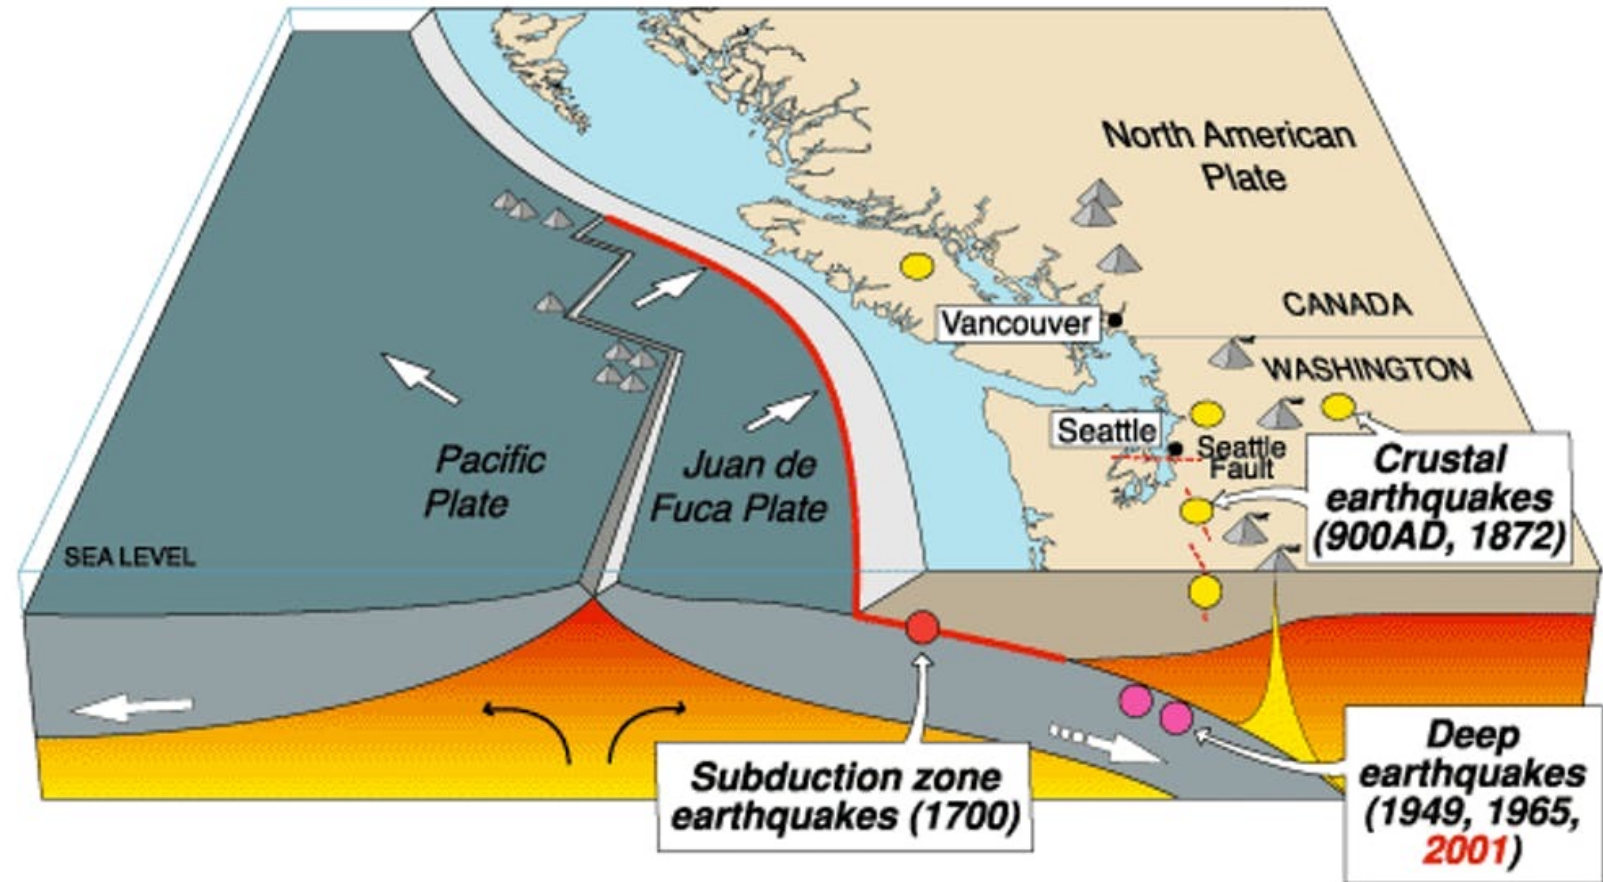 North American
Plate
CANADA
Vancouver
WASHINGTON
Seattle
Seattle
Fault
Crustal
earthquakes
(900AD, 1872)
Pacific
Plate
Juan de
Fuca Plate
SEA LEVEL
Subduction zone
earthquakes (1700)
Deep
earthquakes
(1949, 1965,
2001)